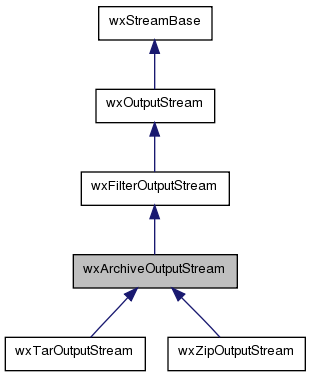 wxStreamBase
wxOutputStream
wxFilterOutputStream
wxArchiveOutputStream
wxTarOutputStream
wxZipOutputStream